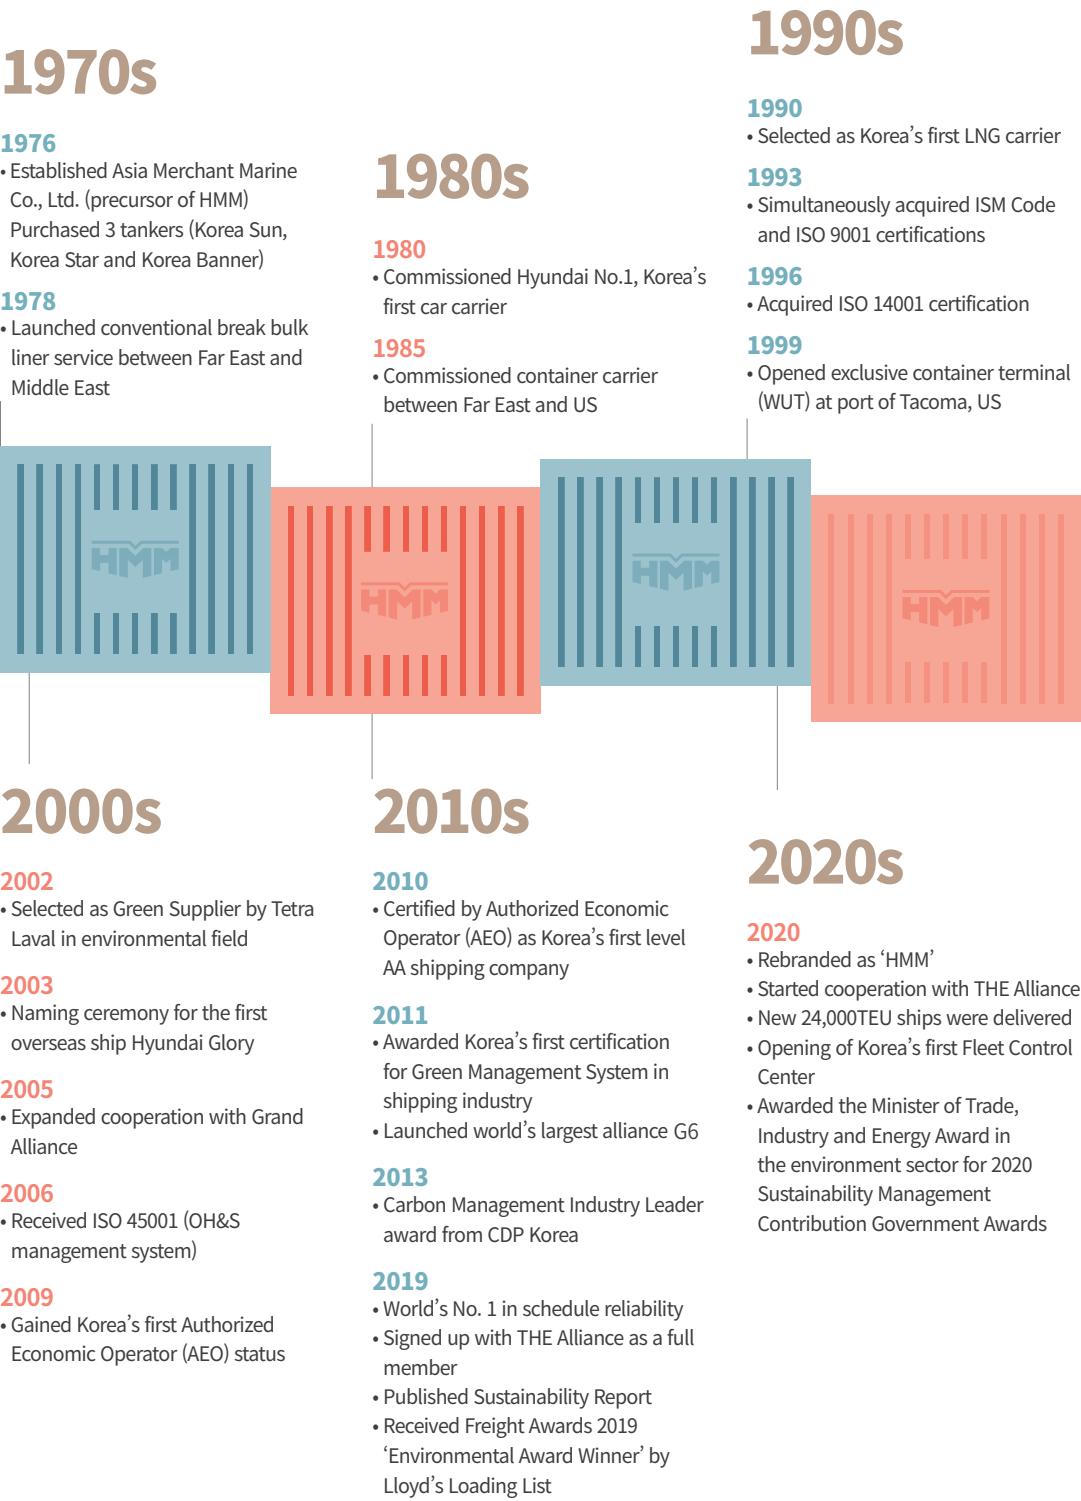 1970s
1976
• Established Asia Merchant Marine
Co., Ltd. (precursor of HMM)
Purchased 3 tankers (Korea Sun,
Korea Star and Korea Banner)
1978
• Launched conventional break bulk
liner service between Far East and
Middle East
1980s
1980
• Commissioned Hyundai No.1, Korea’s
first car carrier
1985
• Commissioned container carrier
between Far East and US
1990s
1990
• Selected as Korea’s first LNG carrier
1993
• Simultaneously acquired ISM Code
and ISO 9001 certifications
1996
• Acquired ISO 14001 certification
1999
• Opened exclusive container terminal
(WUT) at port of Tacoma, US
HMM
HMM
HMM
HMM
2000s
2002
• Selected as Green Supplier by Tetra
Laval in environmental field
2003
• Naming ceremony for the first
overseas ship Hyundai Glory
2005
• Expanded cooperation with Grand
Alliance
2006
• Received ISO 45001 (OH&S
management system)
2009
• Gained Korea’s first Authorized
Economic Operator (AEO) status
2010s
2010
• Certified by Authorized Economic
Operator (AEO) as Korea’s first level
AA shipping company
2011
• Awarded Korea’s first certification
for Green Management System in
shipping industry
• Launched world’s largest alliance G6
2013
• Carbon Management Industry Leader
award from CDP Korea
2019
• World’s No. 1 in schedule reliability
• Signed up with THE Alliance as a full
member
• Published Sustainability Report
• Received Freight Awards 2019
‘Environmental Award Winner’ by
Lloyd’s Loading List
2020s
2020
• Rebranded as ‘HMM’
• Started cooperation with THE Alliance
• New 24,000TEU ships were delivered
• Opening of Korea’s first Fleet Control
Center
• Awarded the Minister of Trade,
Industry and Energy Award in
the environment sector for 2020
Sustainability Management
Contribution Government Awards